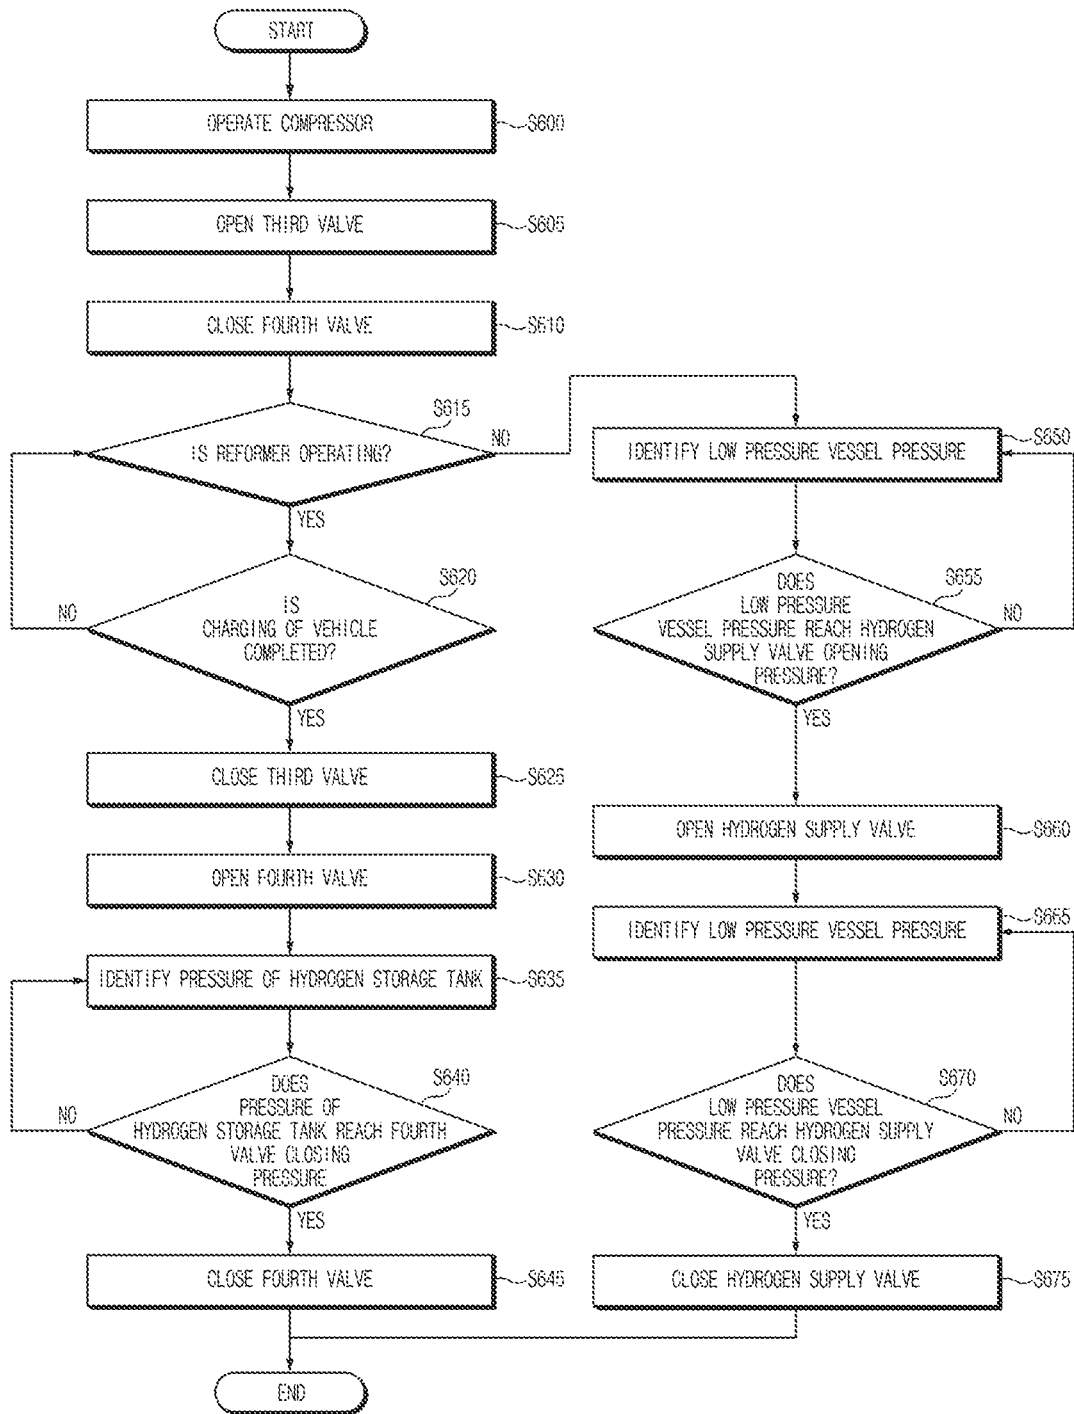 START
OPERATE COMPRESSOR
S600
OPEN THIRD VALVE
S605
CLOSE FOURTH VALVE
S610
IS REFORMER OPERATING?
S615
NO
YES
IS
CHARGING OF VEHICLE
COMPLETED?
S620
NO
YES
CLOSE THIRD VALVE
S625
OPEN FOURTH VALVE
S630
IDENTIFY PRESSURE OF HYDROGEN STORAGE TANK
S635
DOES
PRESSURE OF
HYDROGEN STORAGE TANK REACH FOURTH
VALVE CLOSING
PRESSURE
S640
NO
YES
CLOSE FOURTH VALVE
S645
IDENTIFY LOW PRESSURE VESSEL PRESSURE
S650
DOES
LOW PRESSURE
VESSEL PRESSURE REACH HYDROGEN
SUPPLY VALVE OPENING
PRESSURE?
S655
NO
YES
OPEN HYDROGEN SUPPLY VALVE
S660
IDENTIFY LOW PRESSURE VESSEL PRESSURE
S665
DOES
LOW PRESSURE VESSEL
PRESSURE REACH HYDROGEN SUPPLY
VALVE CLOSING
PRESSURE?
S670
NO
YES
CLOSE HYDROGEN SUPPLY VALVE
S675
END